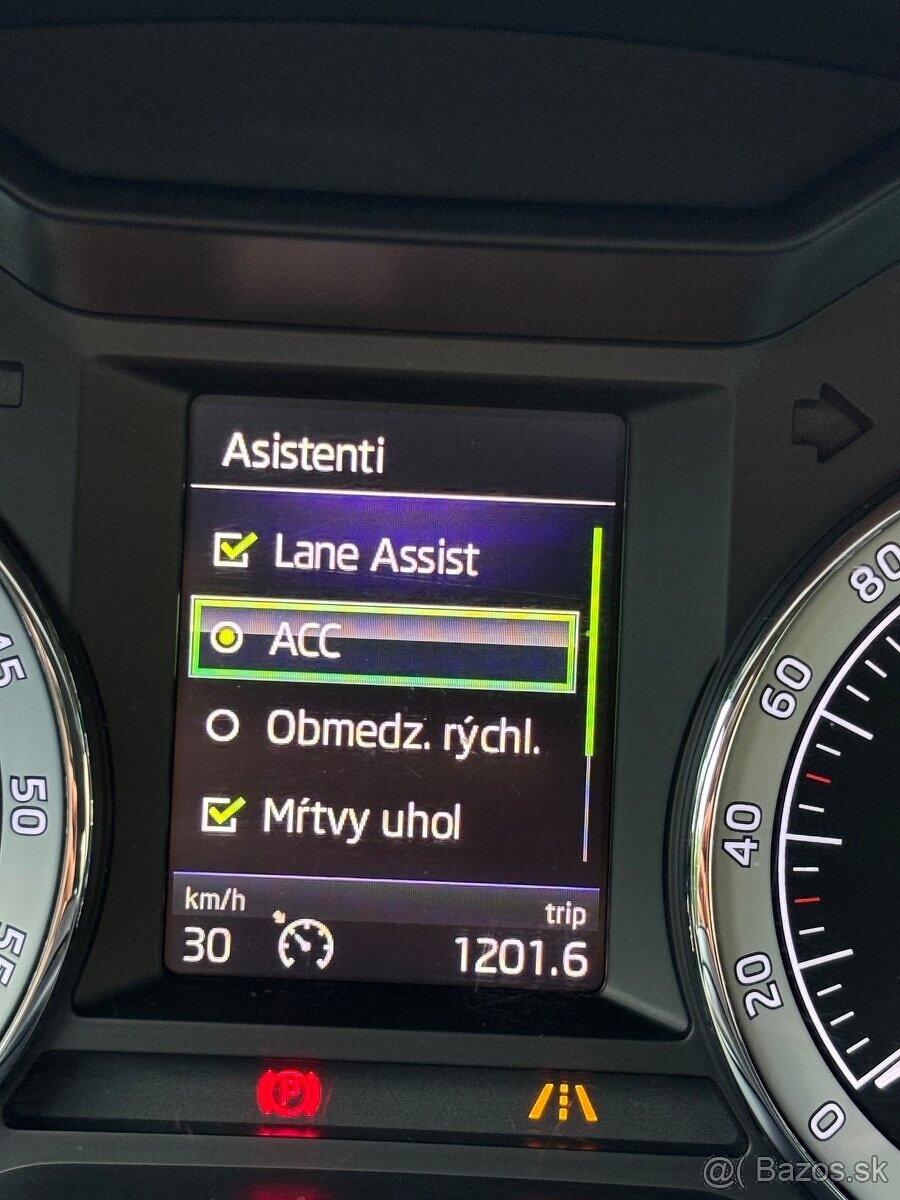 Asistenti
Lane Assist
ACC
Obmedz. rýchl.
Mŕtvy uhol
km/h
trip
30
1201.6
45
50
55
80
60
40
20
0
P
@( Bazos.sk